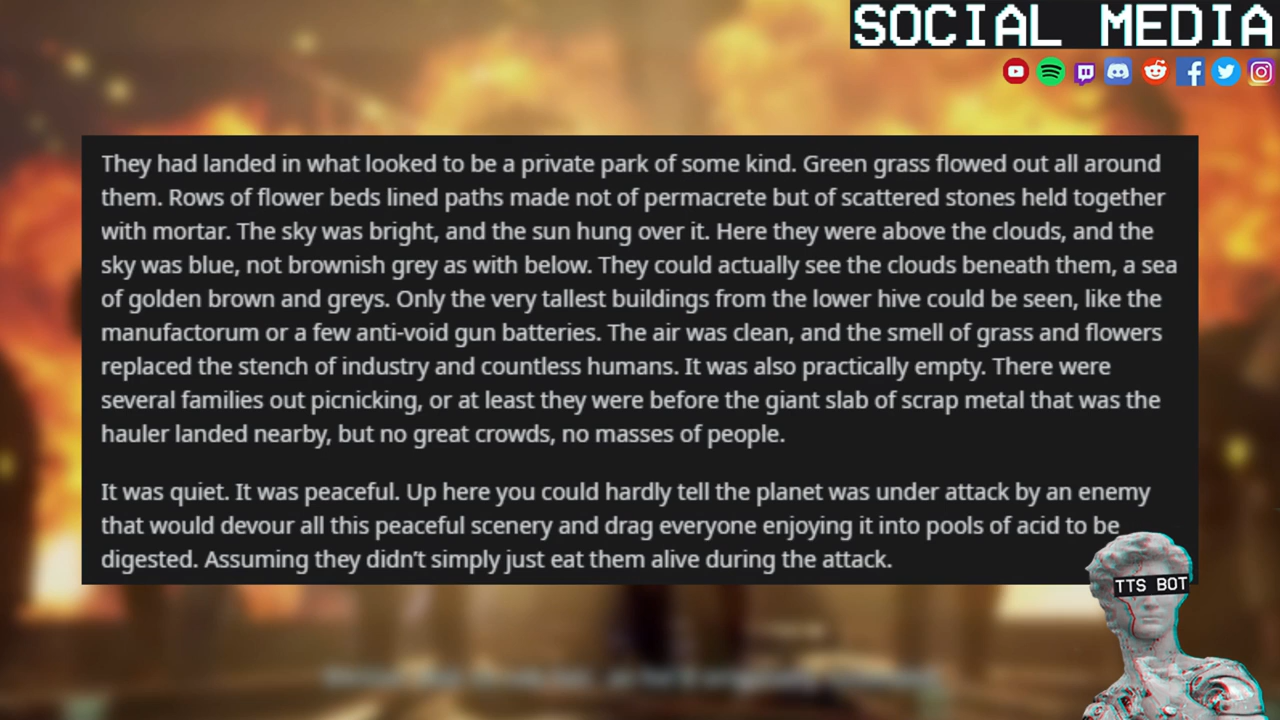 SOCIAL MEDIA
They had landed in what looked to be a private park of some kind. Green grass flowed out all around
them. Rows of flower beds lined paths made not of permacrete but of scattered stones held together
with mortar. The sky was bright, and the sun hung over it. Here they were above the clouds, and the
sky was blue, not brownish grey as with below. They could actually see the clouds beneath them, a sea
of golden brown and greys. Only the very tallest buildings from the lower hive could be seen, like the
manufactorum or a few anti-void gun batteries. The air was clean, and the smell of grass and flowers
replaced the stench of industry and countless humans. It was also practically empty. There were
several families out picnicking, or at least they were before the giant slab of scrap metal that was the
hauler landed nearby, but no great crowds, no masses of people.
It was quiet. It was peaceful. Up here you could hardly tell the planet was under attack by an enemy
that would devour all this peaceful scenery and drag everyone enjoying it into pools of acid to be
digested. Assuming they didn’t simply just eat them alive during the attack.
TTS BOT